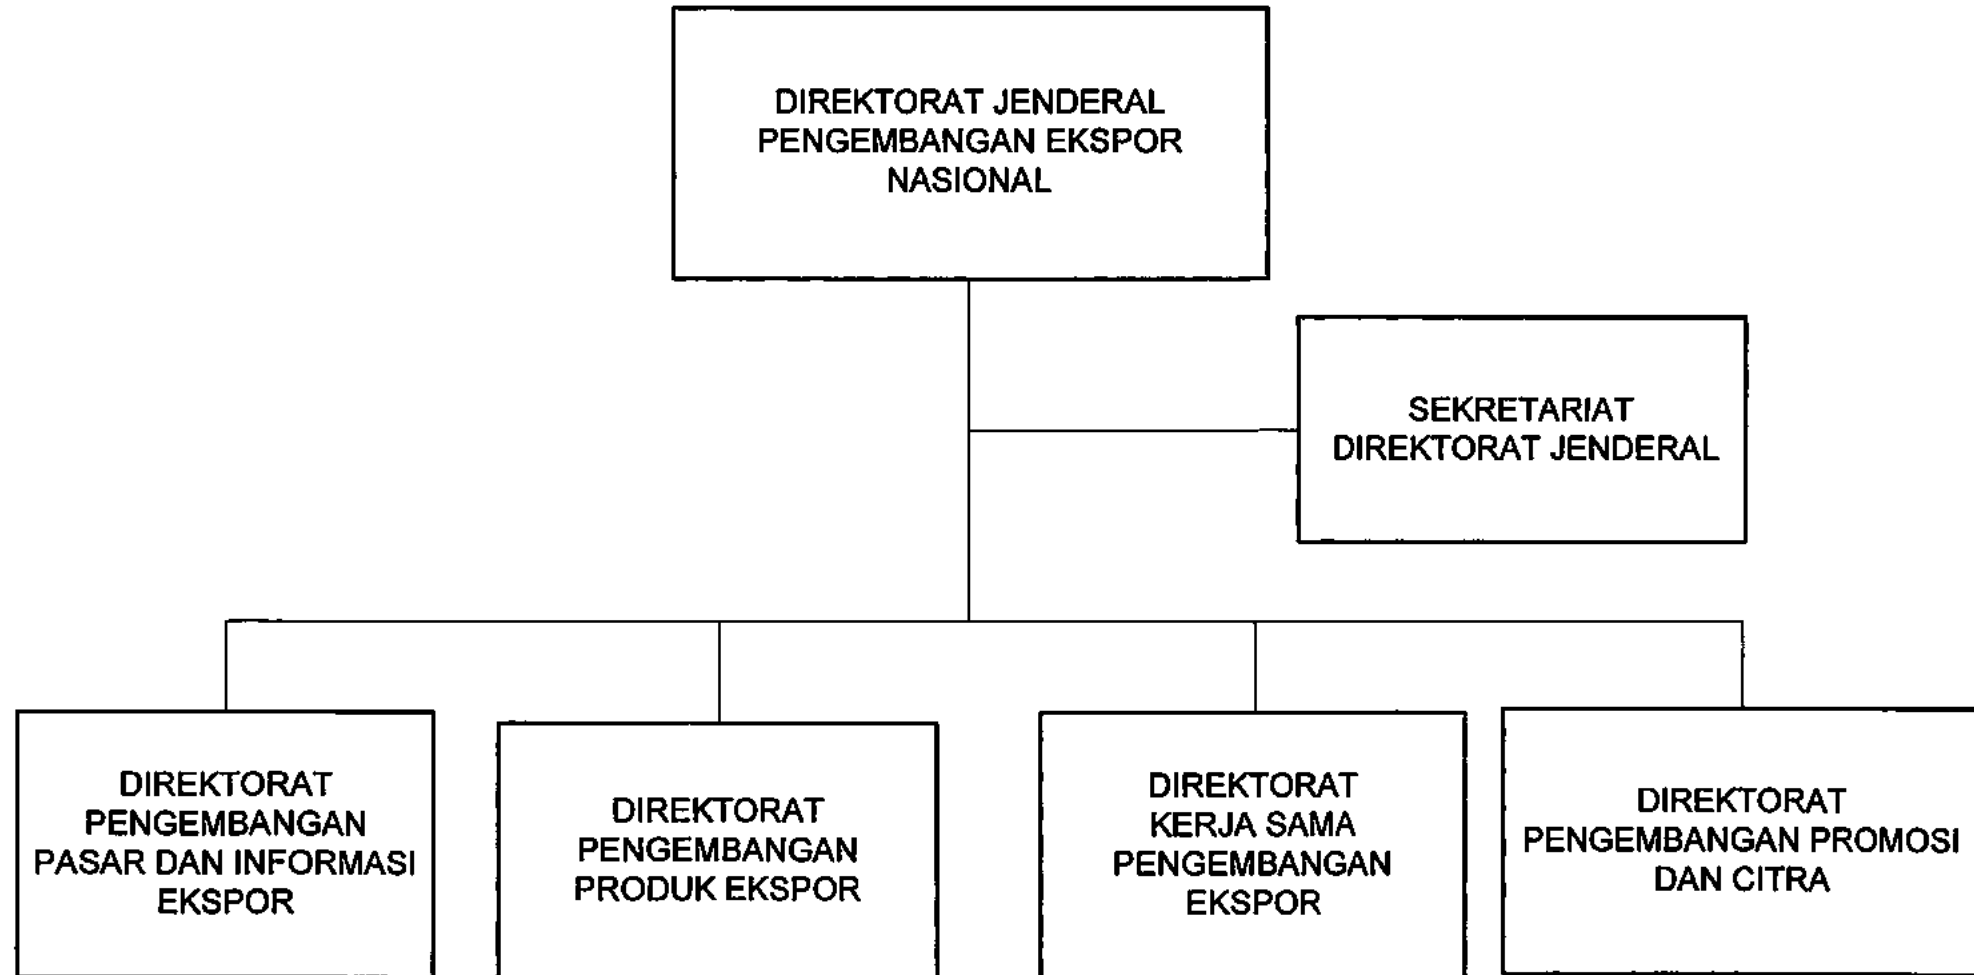 DIREKTORAT JENDERAL
PENGEMBANGAN EKSPOR
NASIONAL
SEKRETARIAT
DIREKTORAT JENDERAL
DIREKTORAT
PENGEMBANGAN
PASAR DAN INFORMASI
EKSPOR
DIREKTORAT
PENGEMBANGAN
PRODUK EKSPOR
DIREKTORAT
KERJA SAMA
PENGEMBANGAN
EKSPOR
DIREKTORAT
PENGEMBANGAN PROMOSI
DAN CITRA